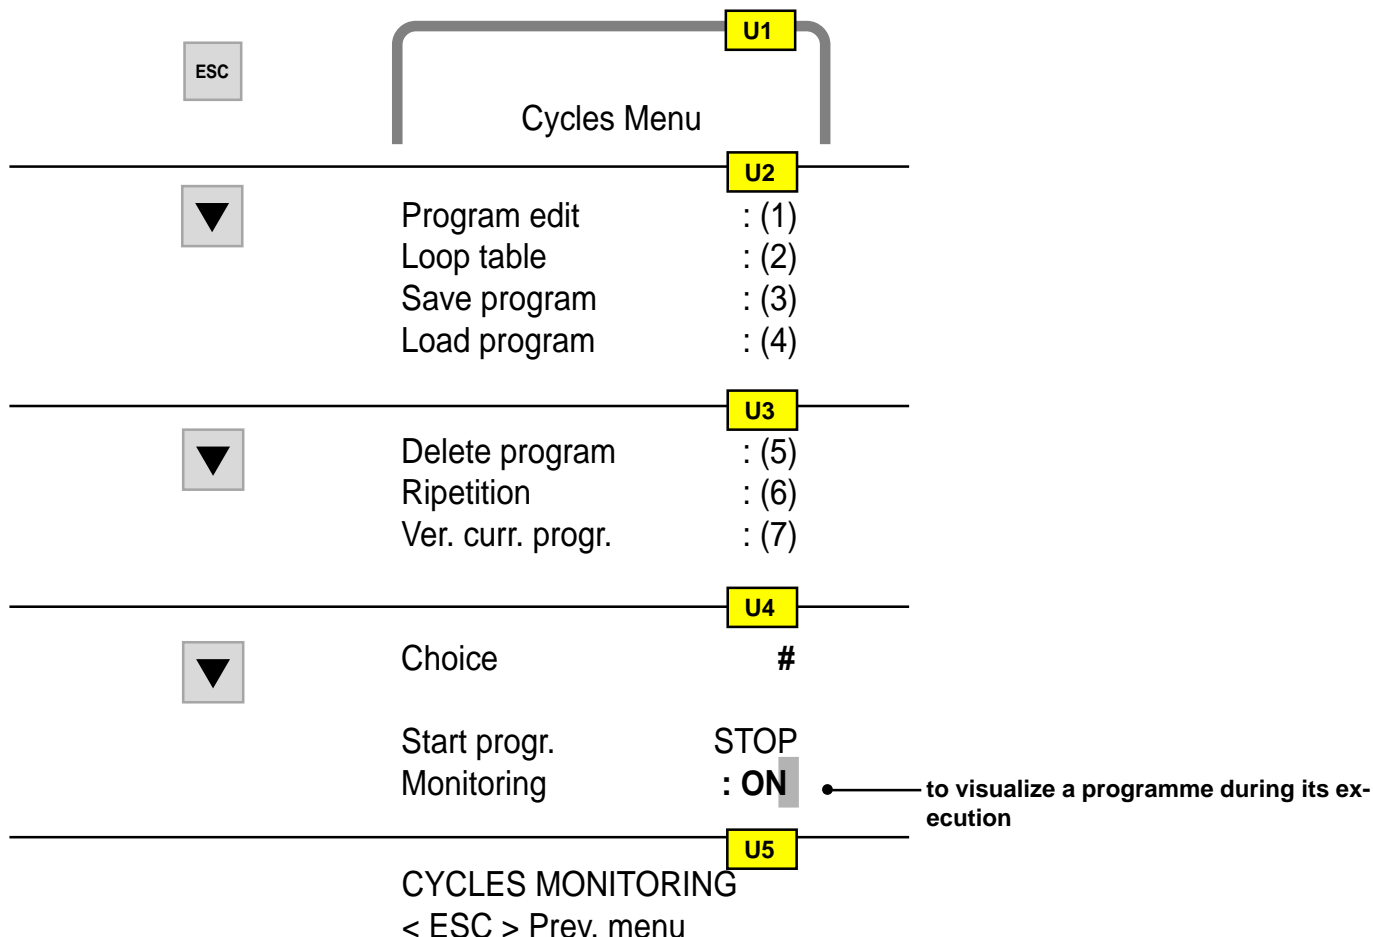 U1
ESC
Cycles Menu
U2
Program edit : (1)
Loop table : (2)
Save program : (3)
Load program : (4)
U3
Delete program : (5)
Ripetition : (6)
Ver. curr. progr. : (7)
U4
Choice #
Start progr. STOP
Monitoring : ON
to visualize a programme during its ex-
ecution
U5
CYCLES MONITORING
< ESC > Prev. menu